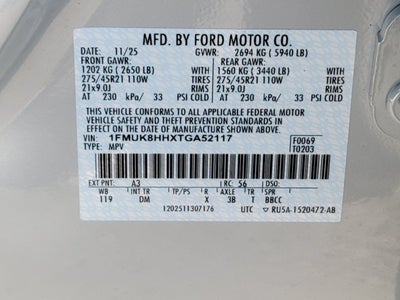 MFD. BY FORD MOTOR CO.
DATE: 11/25 GVWR: 2694 KG ( 5940 LB)
FRONT GAWR: REAR GAWR:
1202 KG ( 2650 LB) 1560 KG ( 3440 LB)
275/45R21 110W TIRES 275/45R21 110W TIRES
21x9.0J RIMS 21x9.0J RIMS
AT 230 kPa/ 33 PSI COLD AT 230 kPa/ 33 PSI COLD
THIS VEHICLE CONFORMS TO ALL APPLICABLE FEDERAL MOTOR
VEHICLE SAFETY, BUMPER, AND THEFT PREVENTION STANDARDS
IN EFFECT ON THE DATE OF MANUFACTURE SHOWN ABOVE.
VIN: 1FMUK8HHXTGA52117 F0069
TYPE: MPV T0203
EXT PNT: A3 RC: 56 DSO:
WB INT TR TP/PS R AXLE TR SPR
119 DM X 3B T BBCC
1202511307176 UTC ▼ RU5A-1520472-AB